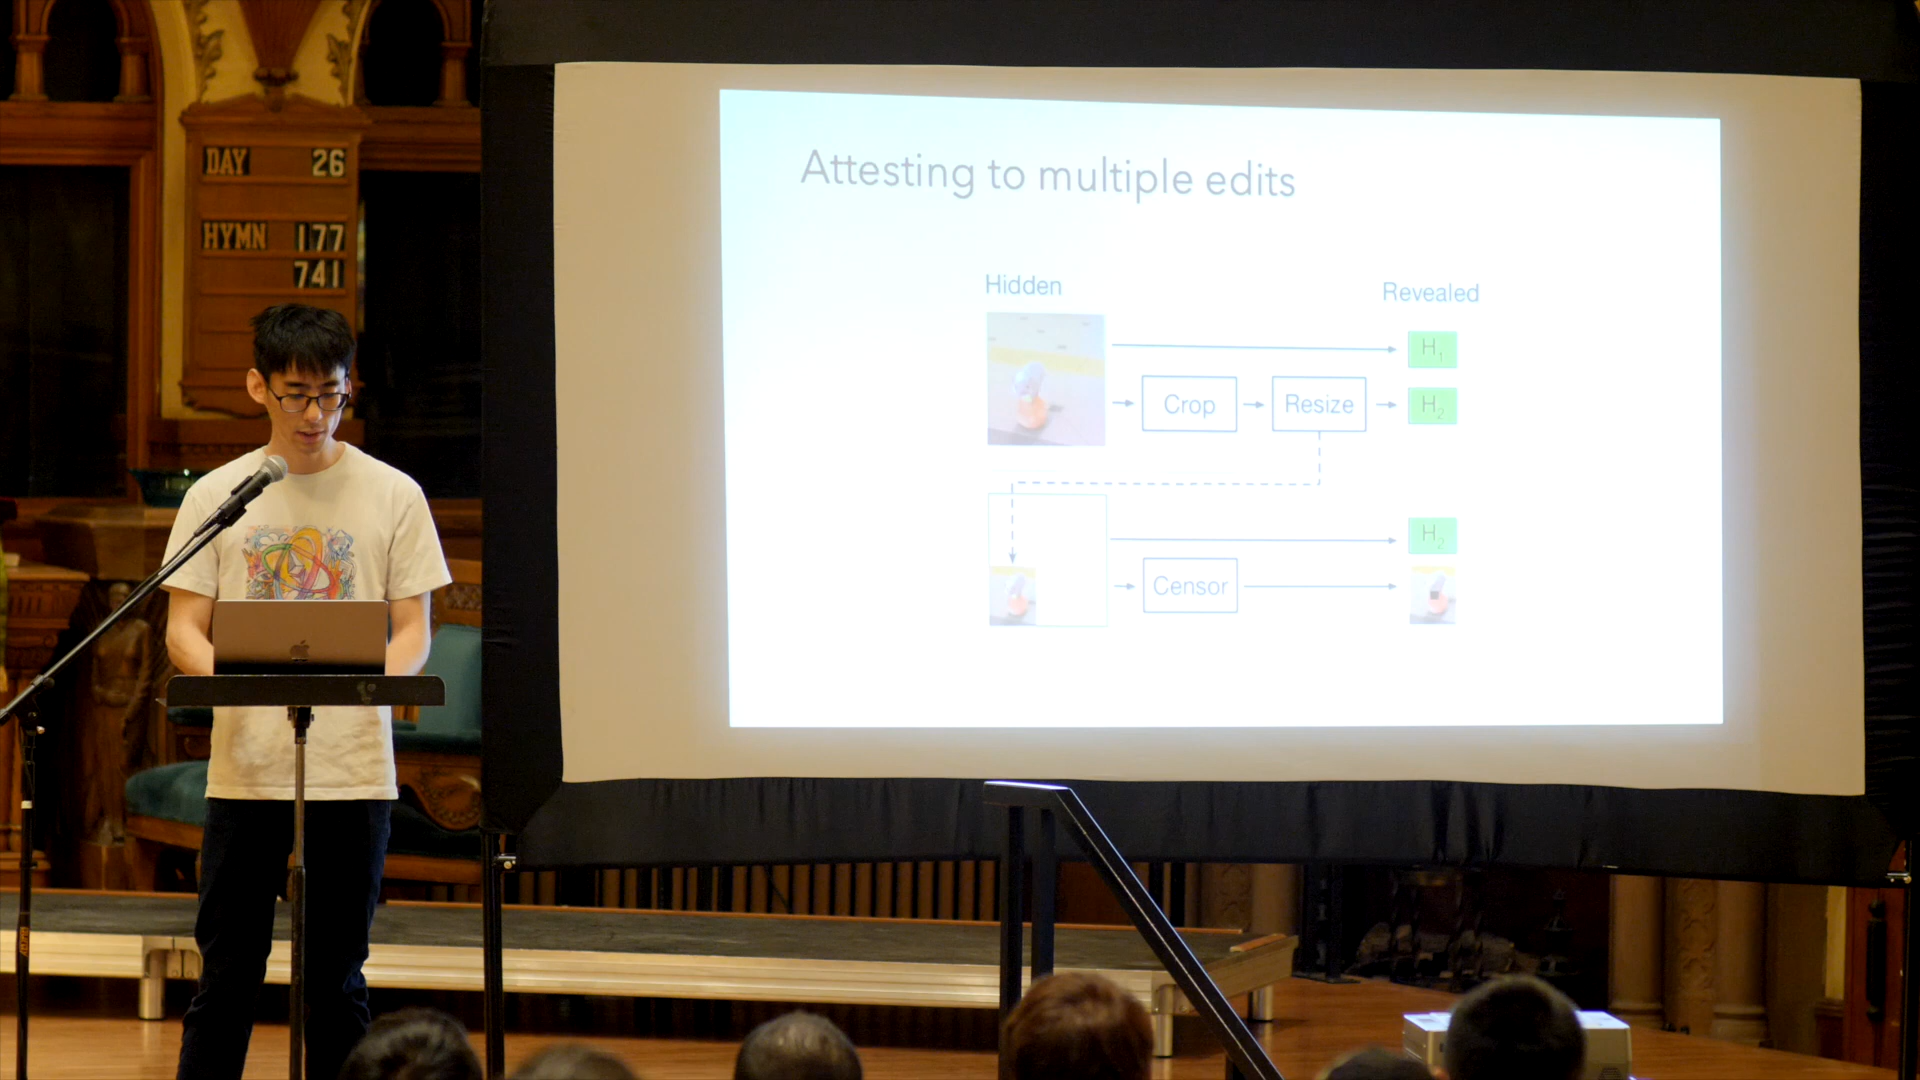 DAY 26
HYMN 177
741
Attesting to multiple edits
Hidden
Revealed
H₁
Crop
Resize
H₂
H₂
Censor